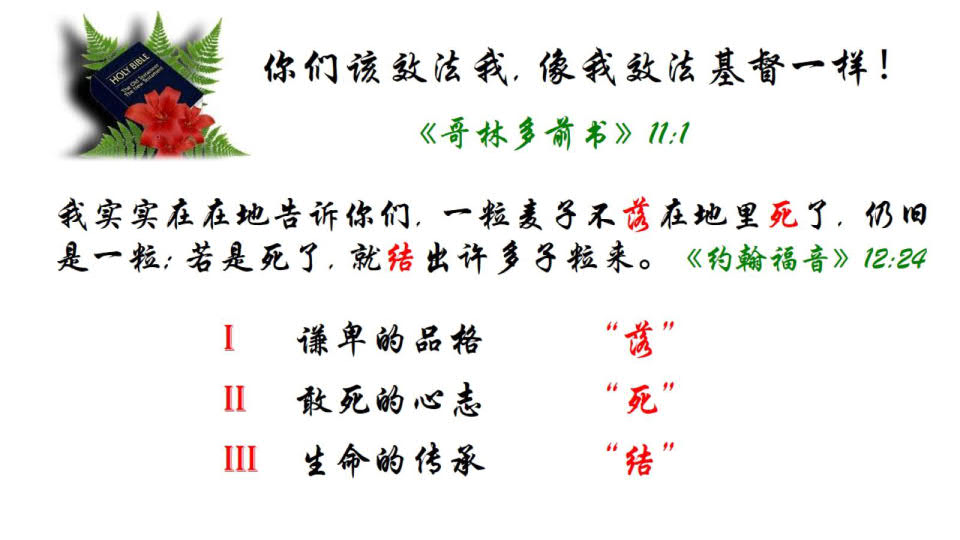 HOLY BIBLE
The Old Testament
The New Testament
你们该效法我，像我效法基督一样！
《哥林多前书》11:1
我实实在在地告诉你们，一粒麦子不落在地里死了，仍旧
是一粒；若是死了，就结出许多子粒来。《约翰福音》12:24
I 谦卑的品格 “落”
II 敢死的心志 “死”
III 生命的传承 “结”